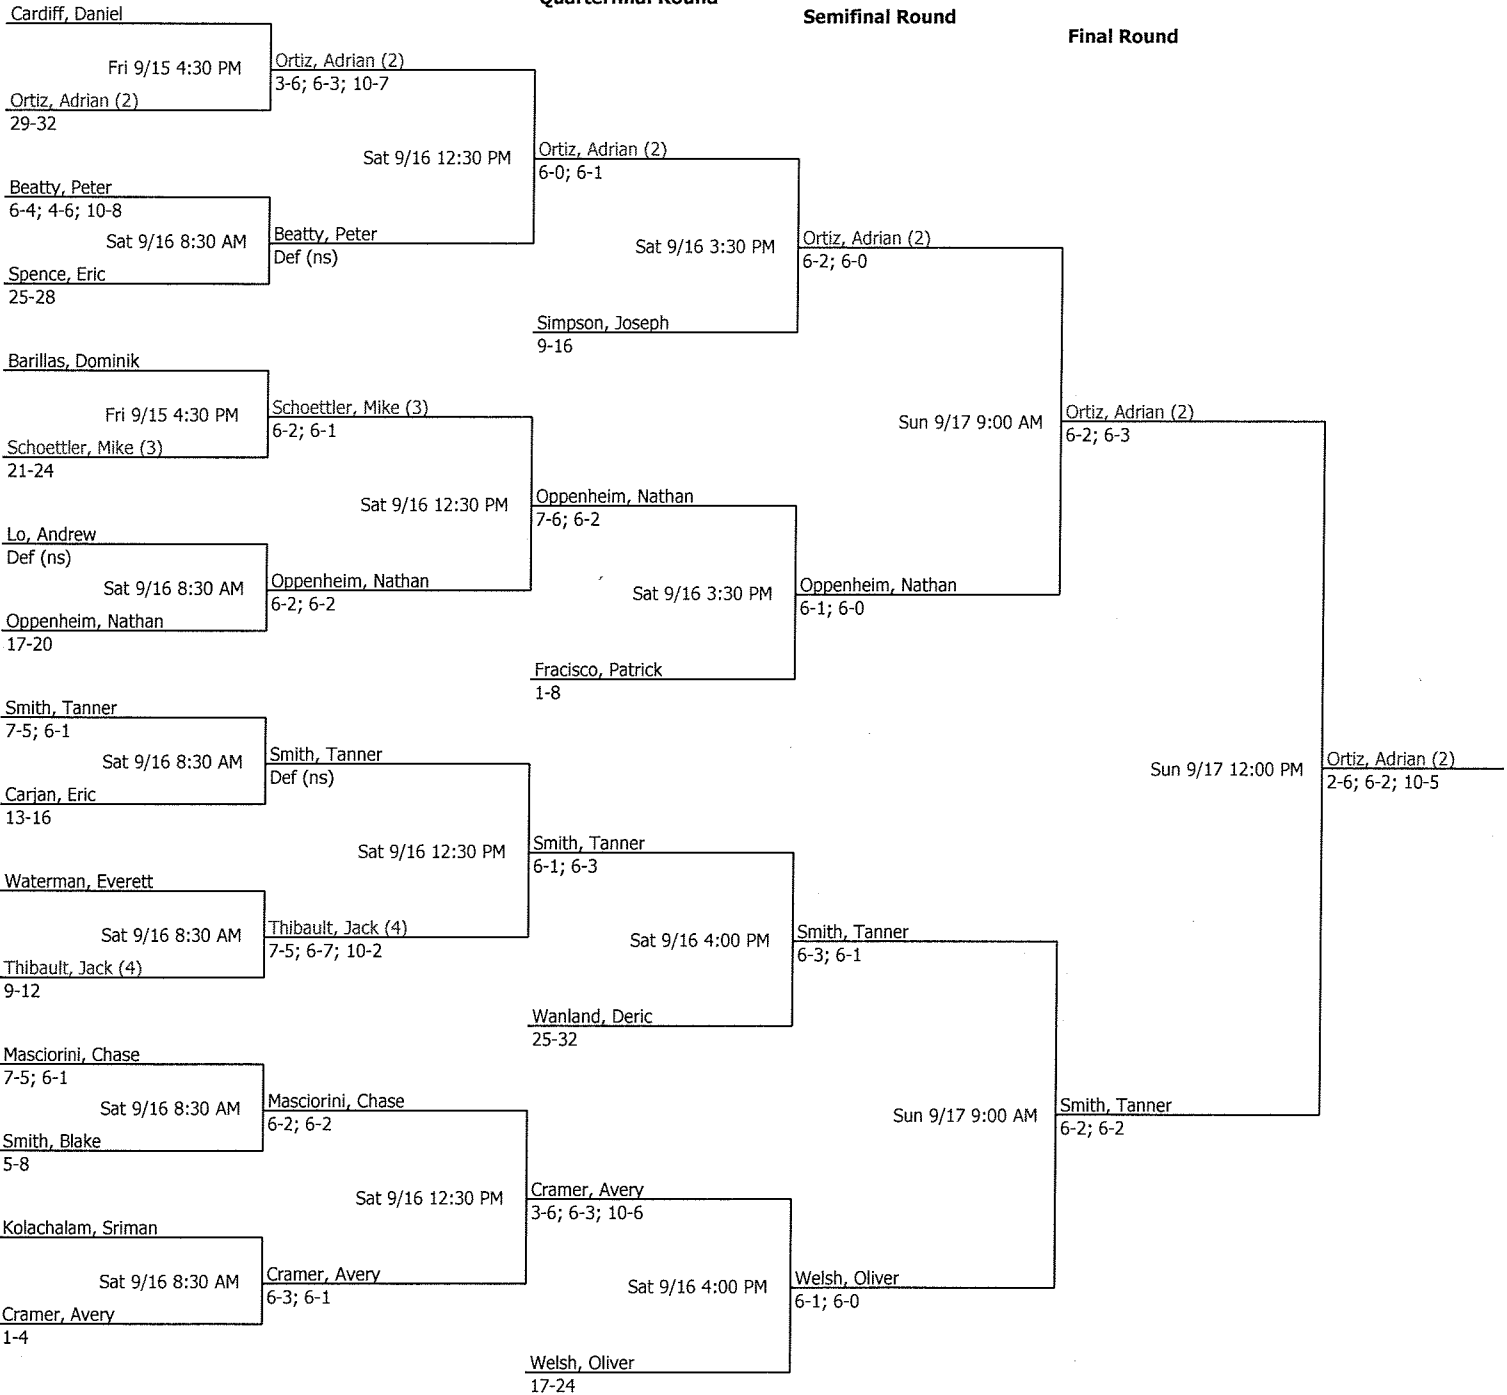 Quarterfinal Round
Semifinal Round
Final Round
Cardiff, Daniel
Fri 9/15 4:30 PM
Ortiz, Adrian (2)
3-6; 6-3; 10-7
Ortiz, Adrian (2)
29-32
Sat 9/16 12:30 PM
Ortiz, Adrian (2)
6-0; 6-1
Beatty, Peter
6-4; 4-6; 10-8
Sat 9/16 8:30 AM
Beatty, Peter
Def (ns)
Spence, Eric
25-28
Sat 9/16 3:30 PM
Ortiz, Adrian (2)
6-2; 6-0
Simpson, Joseph
9-16
Barillas, Dominik
Fri 9/15 4:30 PM
Schoettler, Mike (3)
6-2; 6-1
Schoettler, Mike (3)
21-24
Sun 9/17 9:00 AM
Ortiz, Adrian (2)
6-2; 6-3
Sat 9/16 12:30 PM
Oppenheim, Nathan
7-6; 6-2
Lo, Andrew
Def (ns)
Sat 9/16 8:30 AM
Oppenheim, Nathan
6-2; 6-2
Oppenheim, Nathan
17-20
Sat 9/16 3:30 PM
Oppenheim, Nathan
6-1; 6-0
Fracisco, Patrick
1-8
Smith, Tanner
7-5; 6-1
Sat 9/16 8:30 AM
Smith, Tanner
Def (ns)
Carjan, Eric
13-16
Sun 9/17 12:00 PM
Ortiz, Adrian (2)
2-6; 6-2; 10-5
Sat 9/16 12:30 PM
Smith, Tanner
6-1; 6-3
Waterman, Everett
Sat 9/16 8:30 AM
Thibault, Jack (4)
7-5; 6-7; 10-2
Thibault, Jack (4)
9-12
Sat 9/16 4:00 PM
Smith, Tanner
6-3; 6-1
Wanland, Deric
25-32
Masciorini, Chase
7-5; 6-1
Sat 9/16 8:30 AM
Masciorini, Chase
6-2; 6-2
Smith, Blake
5-8
Sun 9/17 9:00 AM
Smith, Tanner
6-2; 6-2
Sat 9/16 12:30 PM
Cramer, Avery
3-6; 6-3; 10-6
Kolachalam, Sriman
Sat 9/16 8:30 AM
Cramer, Avery
6-3; 6-1
Cramer, Avery
1-4
Sat 9/16 4:00 PM
Welsh, Oliver
6-1; 6-0
Welsh, Oliver
17-24